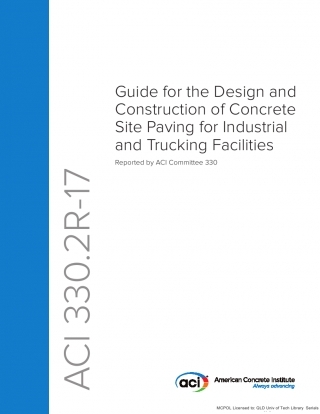 Guide for the Design and
Construction of Concrete
Site Paving for Industrial
and Trucking Facilities
Reported by ACI Committee 330
ACI 330.2R-17
aci
American Concrete Institute
Always advancing
MCPOL Licensed to: QLD Univ of Tech Library Serials